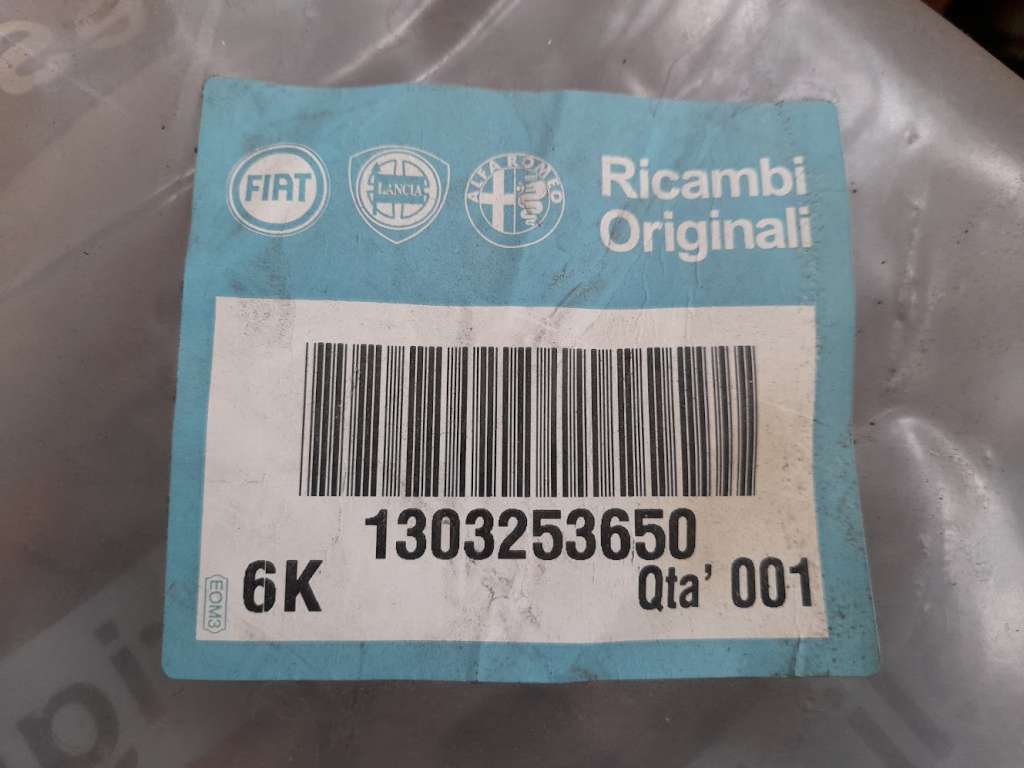 FIAT
LANCIA
ALFA ROMEO
Ricambi
Originali
1303253650
6K
Qta' 001
EOM3